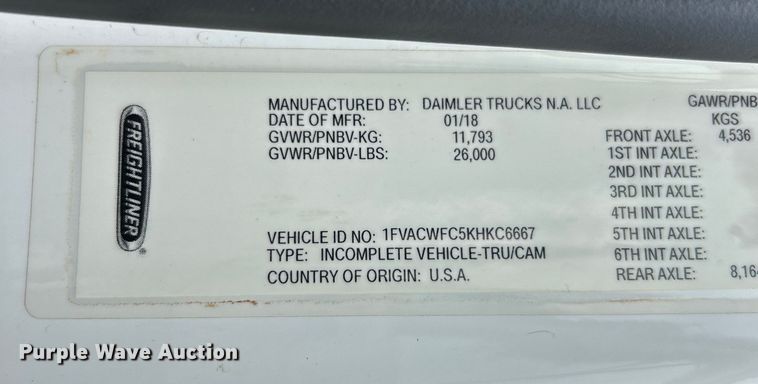 FREIGHTLINER
MANUFACTURED BY: DAIMLER TRUCKS N.A. LLC GAWR/PNB
DATE OF MFR: 01/18 KGS
GVWR/PNBV-KG: 11,793 FRONT AXLE: 4,536
GVWR/PNBV-LBS: 26,000 1ST INT AXLE:
2ND INT AXLE:
3RD INT AXLE:
4TH INT AXLE:
VEHICLE ID NO: 1FVACWFC5KHKC6667 5TH INT AXLE:
TYPE: INCOMPLETE VEHICLE-TRU/CAM 6TH INT AXLE:
COUNTRY OF ORIGIN: U.S.A. REAR AXLE: 8,164
Purple Wave Auction